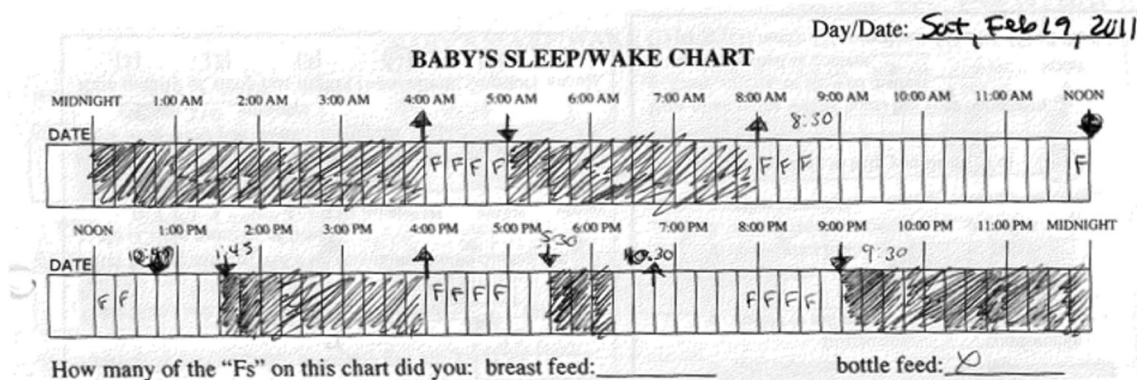 Day/Date: Sat, Feb 19, 2011
BABY'S SLEEP/WAKE CHART
MIDNIGHT 1:00 AM 2:00 AM 3:00 AM 4:00 AM 5:00 AM 6:00 AM 7:00 AM 8:00 AM 9:00 AM 10:00 AM 11:00 AM NOON
8:30
DATE
F F F F F F F F
NOON 1:00 PM 2:00 PM 3:00 PM 4:00 PM 5:00 PM 6:00 PM 7:00 PM 8:00 PM 9:00 PM 10:00 PM 11:00 PM MIDNIGHT
DATE 1:45 5:30 9:30
F F F F F F F F F F
How many of the "Fs" on this chart did you: breast feed: bottle feed: